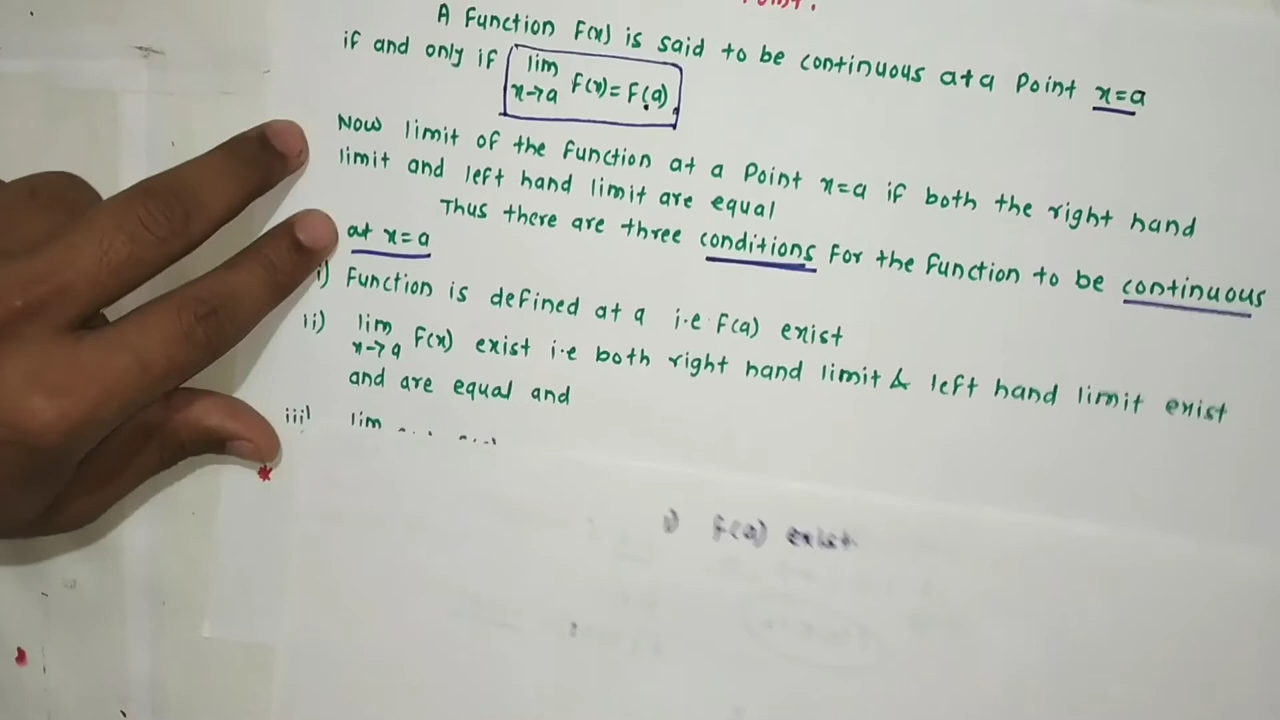 Point.
A Function F(x) is said to be continuous at a Point x=a
if and only if lim x→a F(x) = F(a).
Now limit of the function at a Point x=a if both the right hand
limit and left hand limit are equal
Thus there are three conditions For the function to be continuous
at x=a
i) Function is defined at a i.e F(a) exist
ii) lim x→a F(x) exist i.e both right hand limit & left hand limit exist
and are equal and
iii) lim
i) F(a) exist